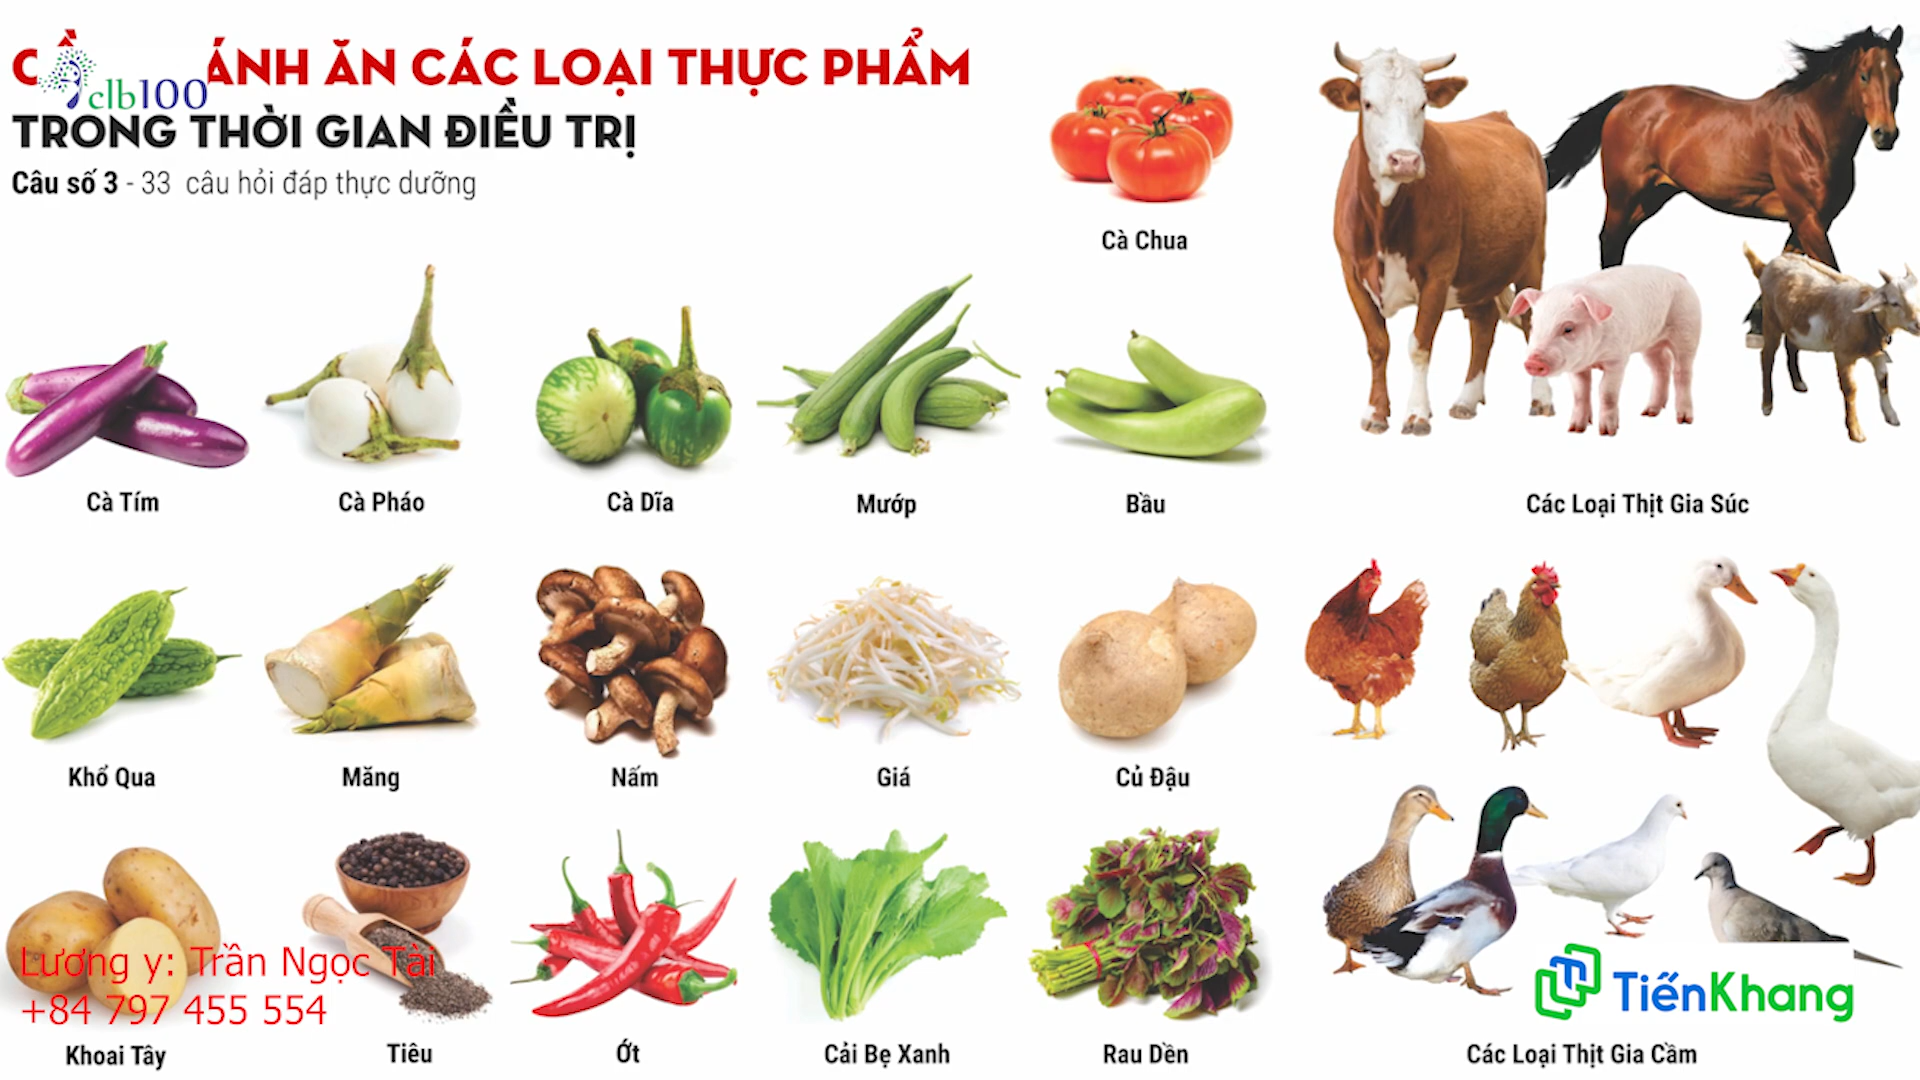 ÁNH ĂN CÁC LOẠI THỰC PHẨM
clb100
TRONG THỜI GIAN ĐIỀU TRỊ
Câu số 3 - 33 câu hỏi đáp thực dưỡng
Cà Chua
Cà Tím
Cà Pháo
Cà Dĩa
Mướp
Bầu
Các Loại Thịt Gia Súc
Khổ Qua
Măng
Nấm
Giá
Củ Đậu
Lương y: Trần Ngọc Tài
+84 797 455 554
TiếnKhang
Khoai Tây
Tiêu
Ớt
Cải Bẹ Xanh
Rau Dền
Các Loại Thịt Gia Cầm